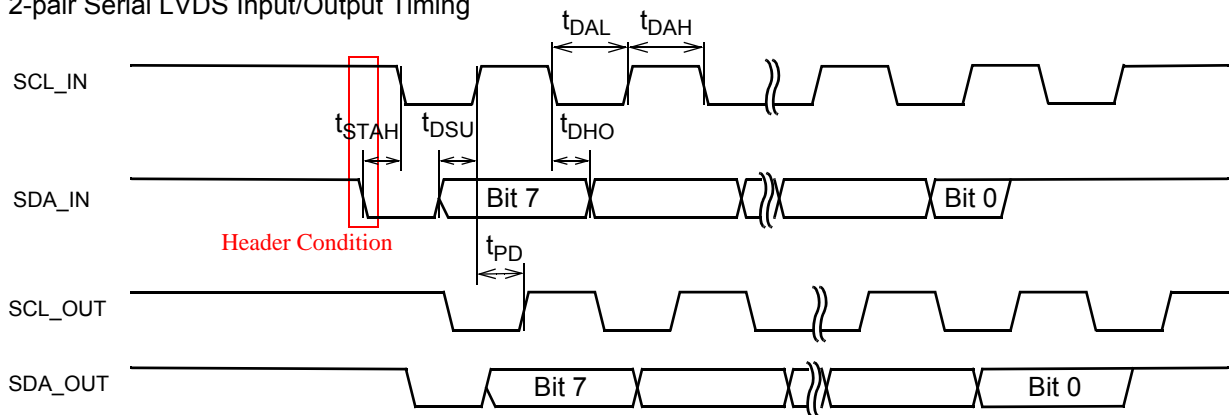 2-pair Serial LVDS Input/Output Timing
tDAL tDAH
SCL_IN
tSTAH tDSU tDHO
SDA_IN Bit 7 Bit 0
Header Condition
tPD
SCL_OUT
SDA_OUT Bit 7 Bit 0